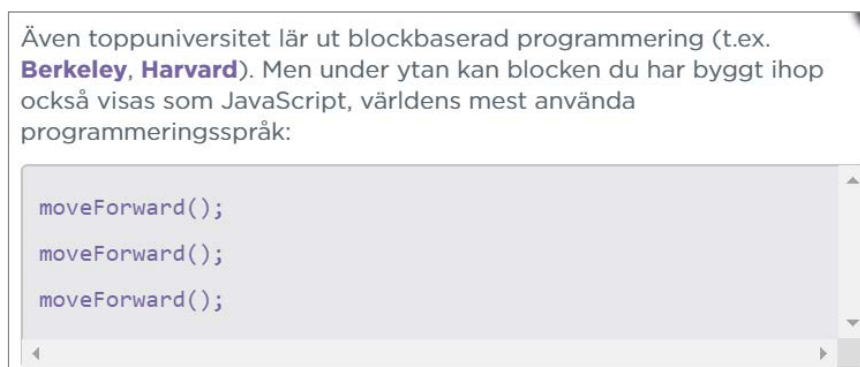 Även toppuniversitet lär ut blockbaserad programmering (t.ex.
Berkeley, Harvard). Men under ytan kan blocken du har byggt ihop
också visas som JavaScript, världens mest använda
programmeringsspråk:
moveForward();
moveForward();
moveForward();